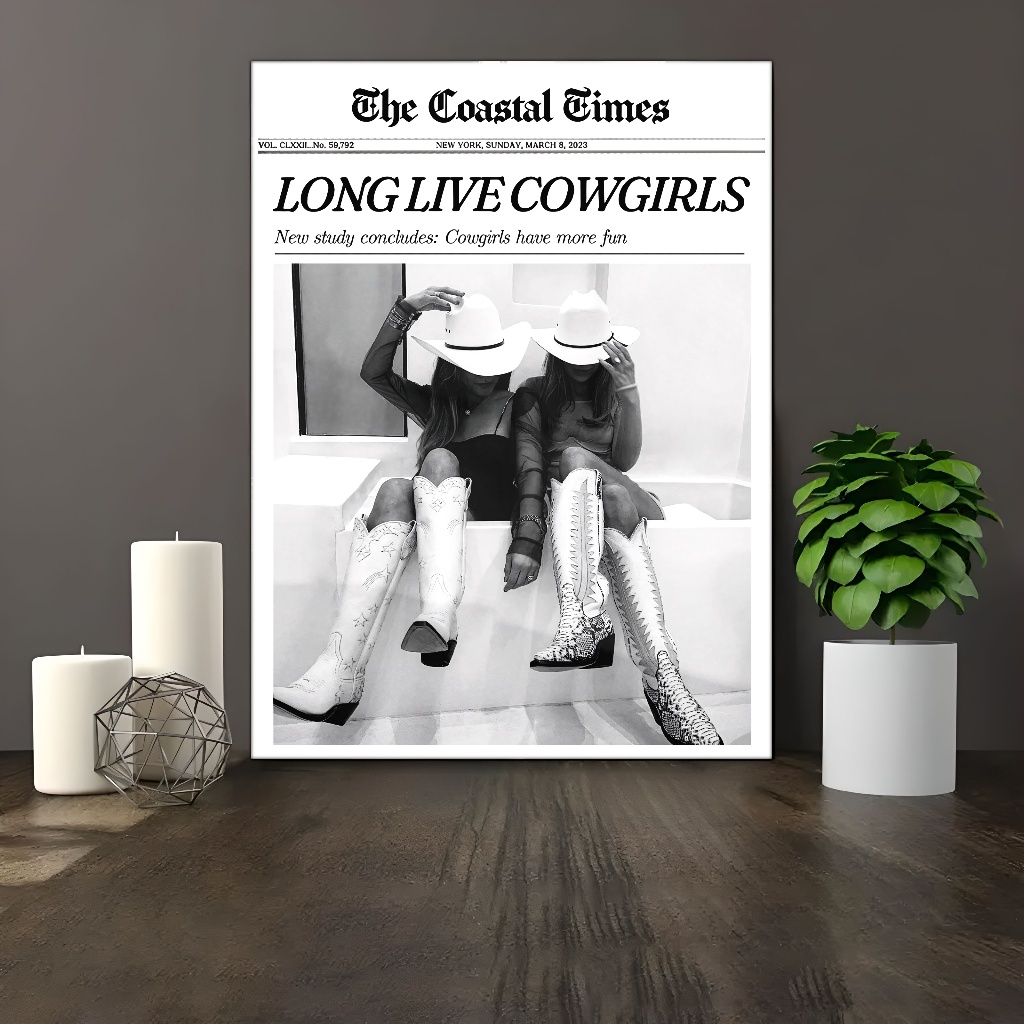 The Coastal Times
VOL. CLXXII...No. 59,792 NEW YORK, SUNDAY, MARCH 8, 2023
LONG LIVE COWGIRLS
New study concludes: Cowgirls have more fun